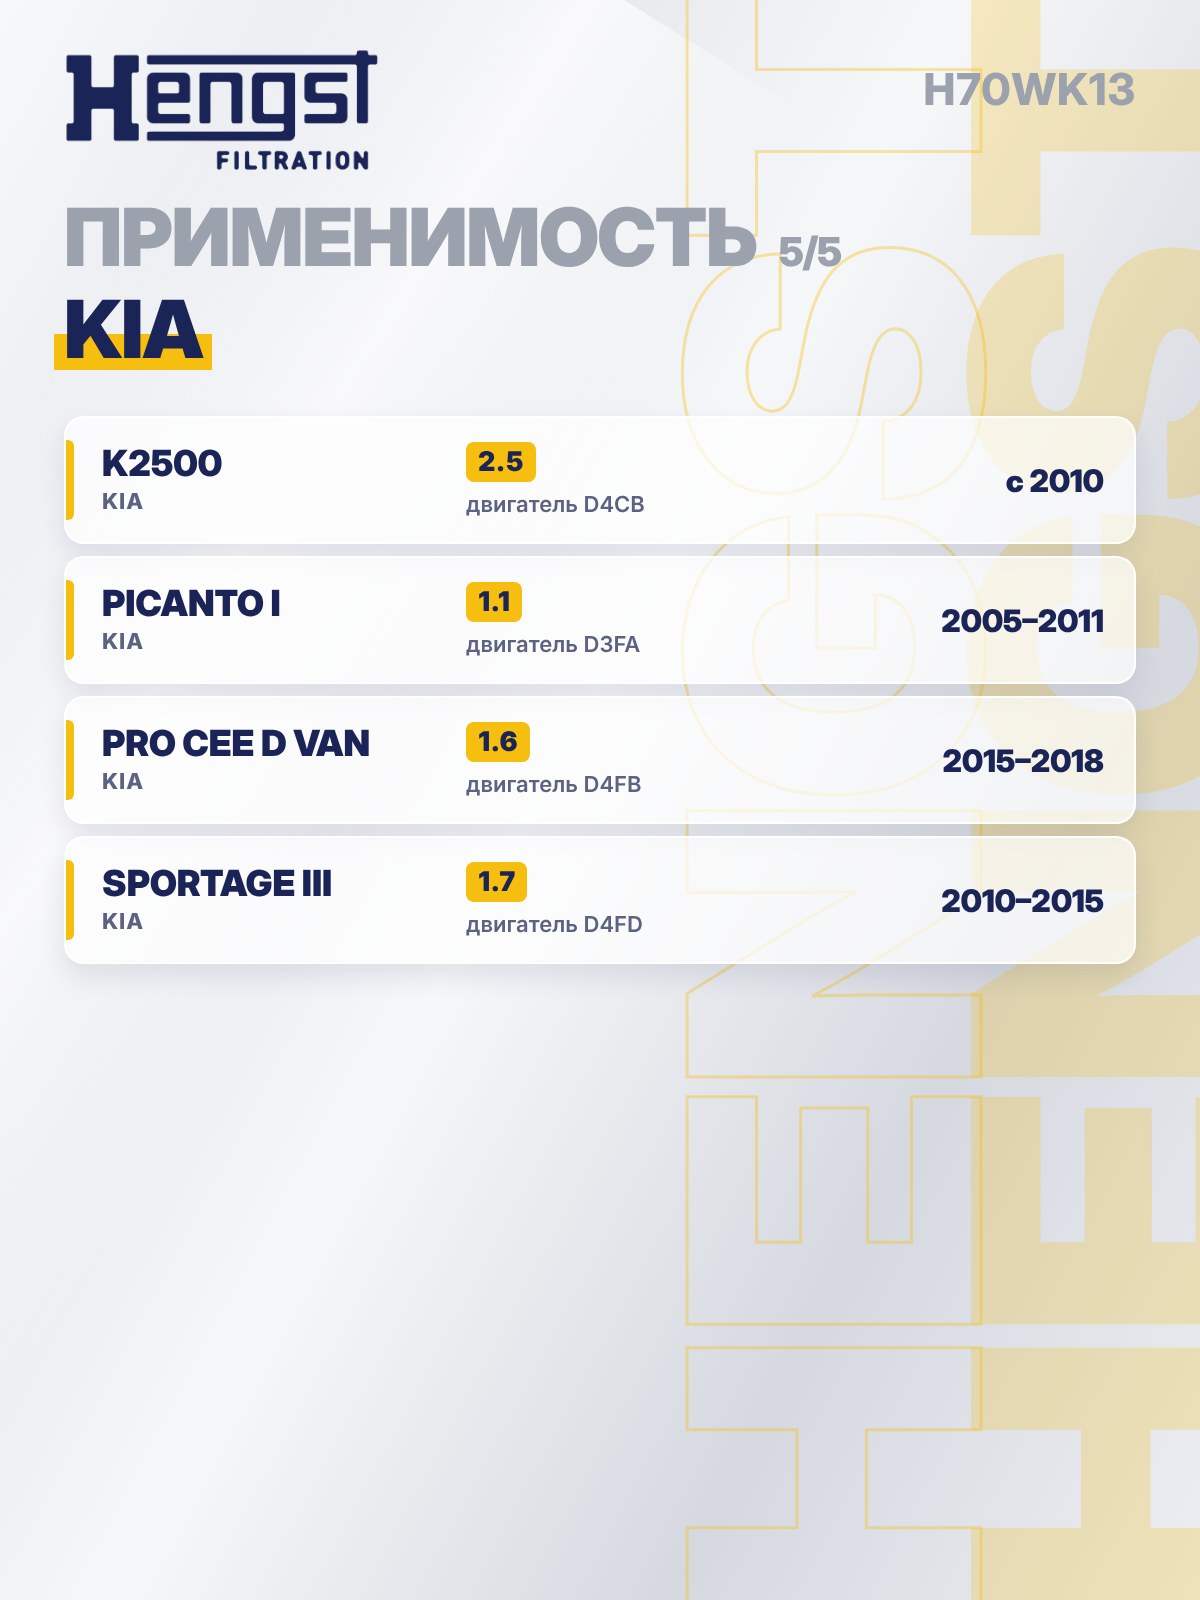 Hengst
FILTRATION
H70WK13
ПРИМЕНИМОСТЬ 5/5
KIA
K2500
KIA
2.5
двигатель D4CB
с 2010
PICANTO I
KIA
1.1
двигатель D3FA
2005–2011
PRO CEE D VAN
KIA
1.6
двигатель D4FB
2015–2018
SPORTAGE III
KIA
1.7
двигатель D4FD
2010–2015
HENGST
HENGST